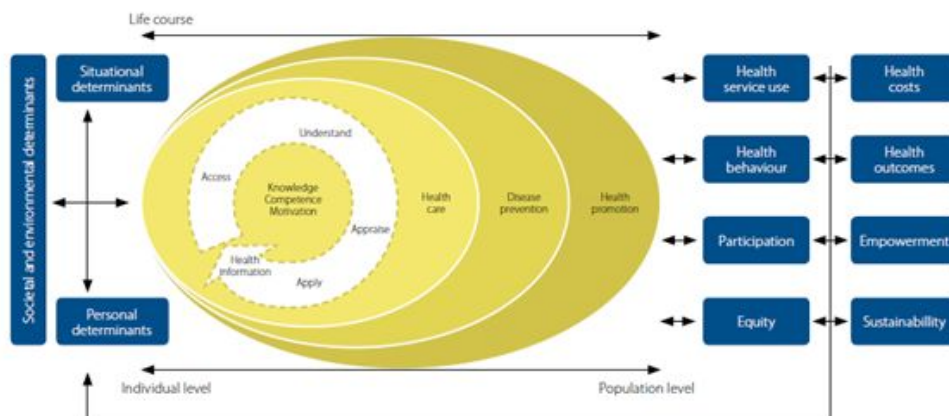 Life course
Societal and environmental determinants
Situational
determinants
Personal
determinants
Understand
Access
Knowledge
Competence
Motivation
Appraise
Health
information
Apply
Health
care
Disease
prevention
Health
promotion
Health
service use
Health
costs
Health
behaviour
Health
outcomes
Participation
Empowerment
Equity
Sustainabillity
Individual level
Population level